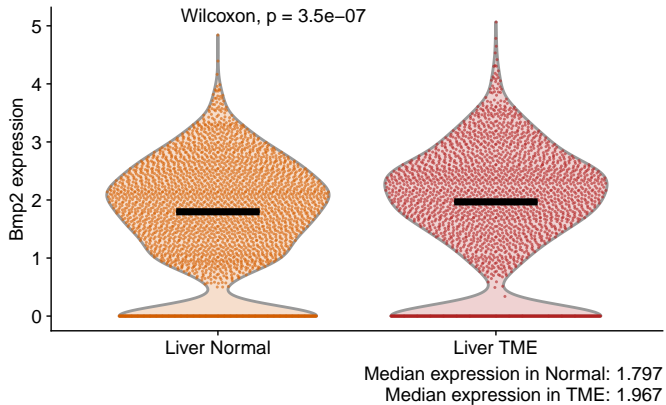 Wilcoxon, p = 3.5e−07
Bmp2 expression
5
4
3
2
1
0
Liver Normal
Liver TME
Median expression in Normal: 1.797
Median expression in TME: 1.967